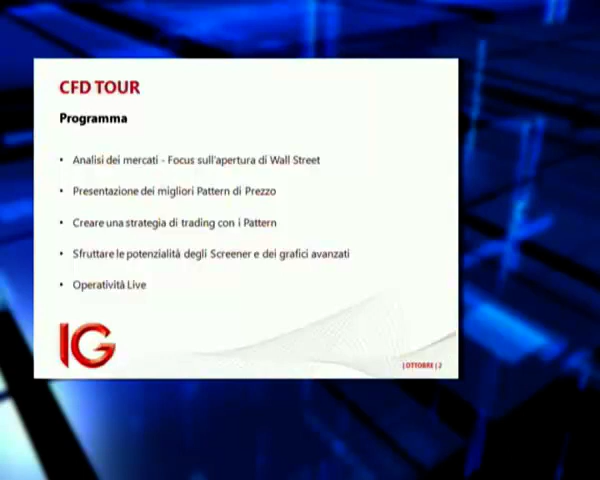 CFD TOUR
Programma
• Analisi dei mercati - Focus sull'apertura di Wall Street
• Presentazione dei migliori Pattern di Prezzo
• Creare una strategia di trading con i Pattern
• Sfruttare le potenzialità degli Screener e dei grafici avanzati
• Operatività Live
IG
| OTTOBRE | 2